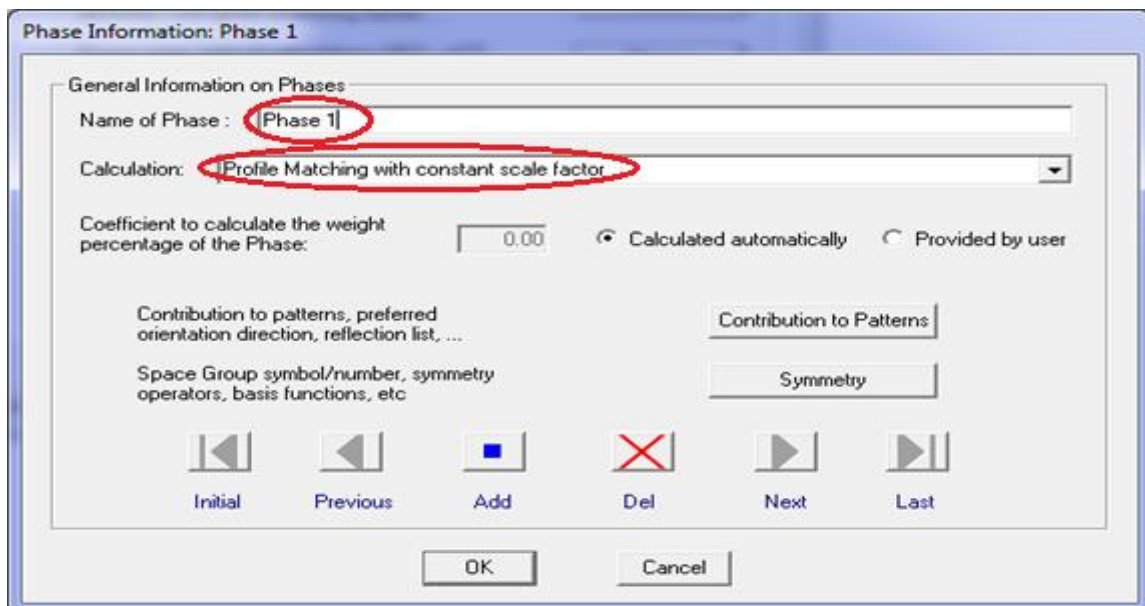 Phase Information: Phase 1
General Information on Phases
Name of Phase : Phase 1
Calculation: Profile Matching with constant scale factor
Coefficient to calculate the weight
percentage of the Phase: 0.00 Calculated automatically Provided by user
Contribution to patterns, preferred
orientation direction, reflection list, ...
Contribution to Patterns
Space Group symbol/number, symmetry
operators, basis functions, etc
Symmetry
Initial Previous Add Del Next Last
OK Cancel